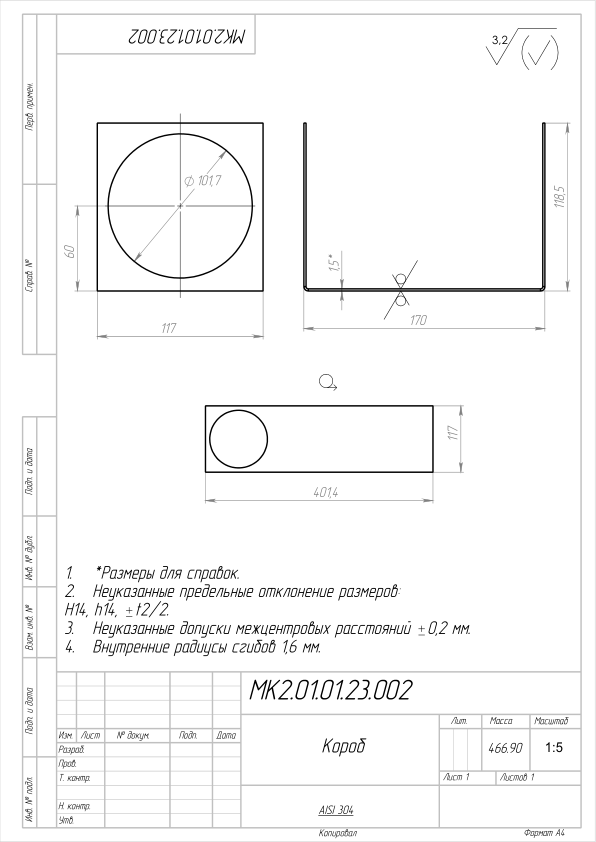 МК2.01.01.23.002
3,2
Перв. примен.
Справ. №
Ø 101,7
60
117
1,5*
118,5
170
117
401,4
Подп. и дата
Инв. № дубл.
Взам. инв. №
Подп. и дата
Инв. № подл.
1. *Размеры для справок.
2. Неуказанные предельные отклонение размеров:
H14, h14, ±t2/2.
3. Неуказанные допуски межцентровых расстояний ±0,2 мм.
4. Внутренние радиусы сгибов 1,6 мм.
МК2.01.01.23.002
Изм. Лист № докум. Подп. Дата
Разраб.
Пров.
Т. контр.
Н. контр.
Утв.
Короб
Лит. Масса Масштаб
466.90 1:5
Лист 1 Листов 1
AISI 304
Копировал Формат А4